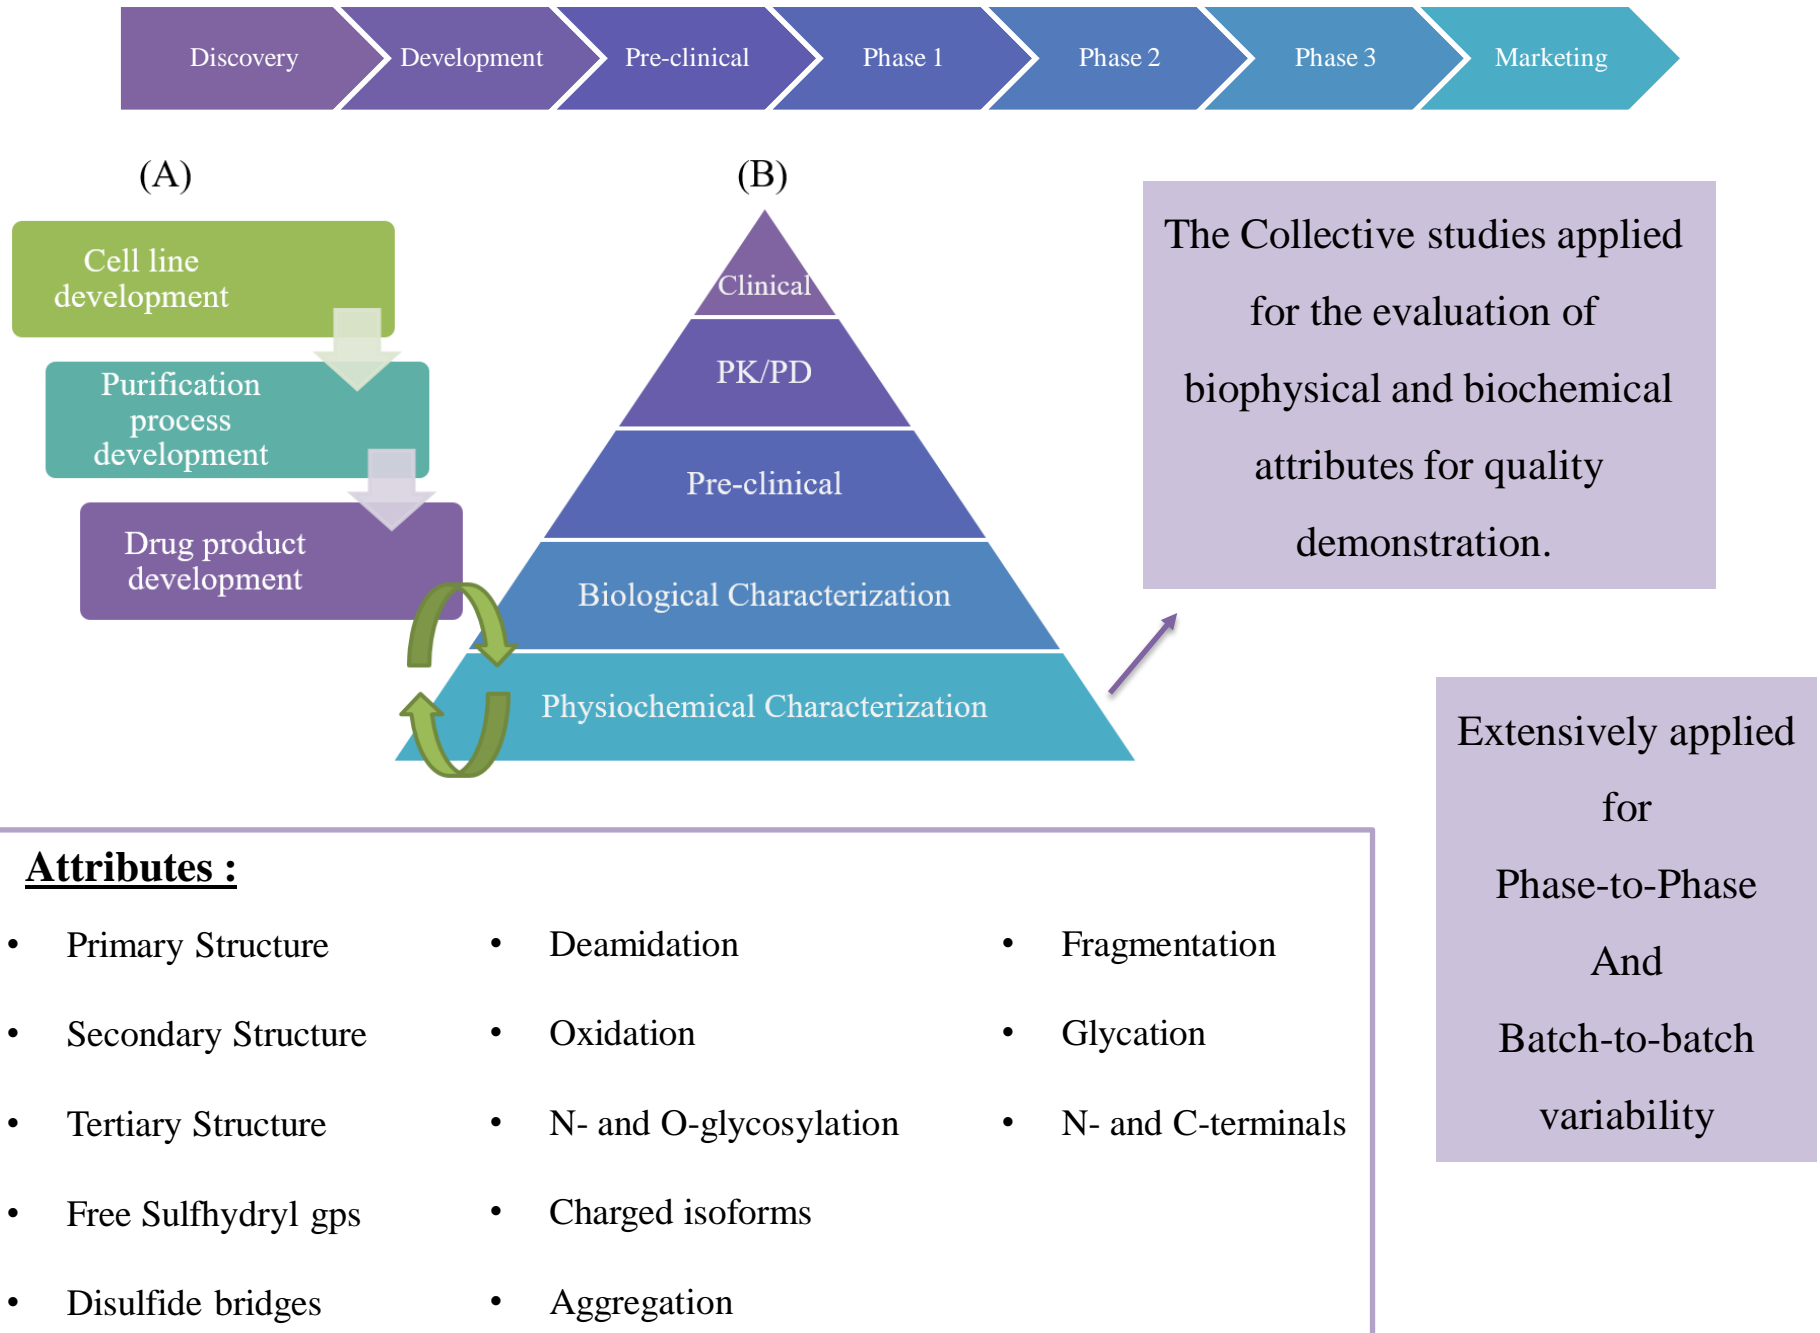 Discovery
Development
Pre-clinical
Phase 1
Phase 2
Phase 3
Marketing
(A)
Cell line
development
Purification
process
development
Drug product
development
(B)
Clinical
PK/PD
Pre-clinical
Biological Characterization
Physiochemical Characterization
The Collective studies applied
for the evaluation of
biophysical and biochemical
attributes for quality
demonstration.
Extensively applied
for
Phase-to-Phase
And
Batch-to-batch
variability
Attributes :
• Primary Structure
• Secondary Structure
• Tertiary Structure
• Free Sulfhydryl gps
• Disulfide bridges
• Deamidation
• Oxidation
• N- and O-glycosylation
• Charged isoforms
• Aggregation
• Fragmentation
• Glycation
• N- and C-terminals